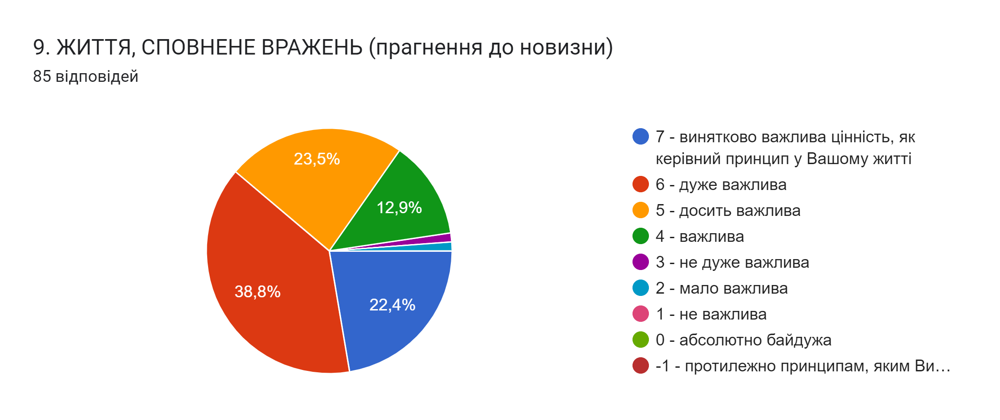 9. ЖИТТЯ, СПОВНЕНЕ ВРАЖЕНЬ (прагнення до новизни)
85 відповідей
23,5%
12,9%
38,8%
22,4%
7 - винятково важлива цінність, як
керівний принцип у Вашому житті
6 - дуже важлива
5 - досить важлива
4 - важлива
3 - не дуже важлива
2 - мало важлива
1 - не важлива
0 - абсолютно байдужа
-1 - протилежно принципам, яким Ви…